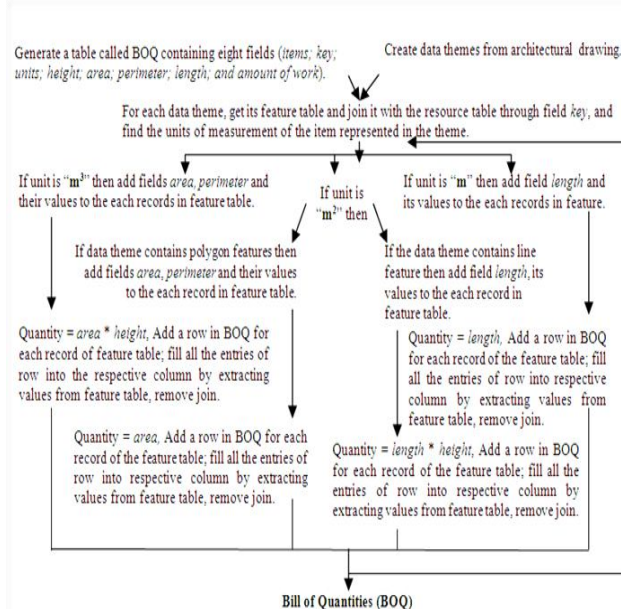 Generate a table called BOQ containing eight fields (items; key;
units; height; area; perimeter; length; and amount of work).
Create data themes from architectural drawing.
For each data theme, get its feature table and join it with the resource table through field key, and
find the units of measurement of the item represented in the theme.
If unit is “m³” then add fields area, perimeter and
their values to the each records in feature table.
If unit is
“m²” then
If unit is “m” then add field length and
its values to the each records in feature.
If data theme contains polygon features then
add fields area, perimeter and their values
to the each record in feature table.
If the data theme contains line
feature then add field length, its
values to the each record in
feature table.
Quantity = area * height, Add a row in BOQ for
each record of feature table; fill all the entries of
row into the respective column by extracting
values from feature table, remove join.
Quantity = length, Add a row in BOQ
for each record of the feature table; fill
all the entries of row into respective
column by extracting values from
feature table, remove join.
Quantity = area, Add a row in BOQ for each
record of the feature table; fill all the entries of
row into respective column by extracting
values from feature table, remove join.
Quantity = length * height, Add a row in BOQ
for each record of the feature table; fill all the
entries of row into respective column by
extracting values from feature table, remove join.
Bill of Quantities (BOQ)